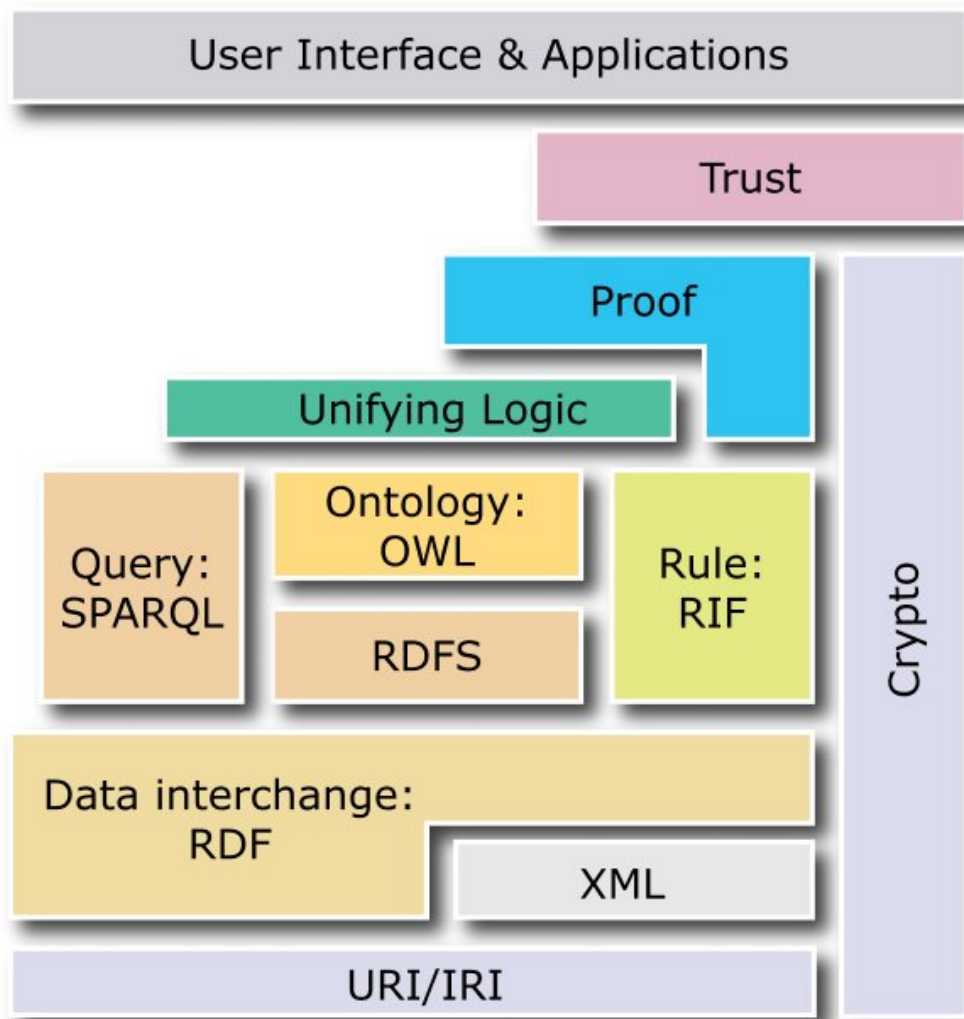 User Interface & Applications
Trust
Proof
Unifying Logic
Query:
SPARQL
Ontology:
OWL
RDFS
Rule:
RIF
Crypto
Data interchange:
RDF
XML
URI/IRI